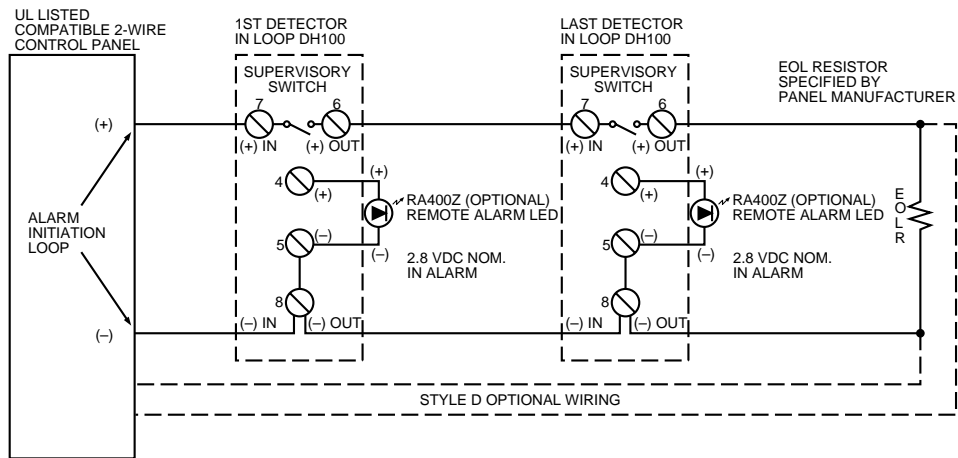 UL LISTED
COMPATIBLE 2-WIRE
CONTROL PANEL
1ST DETECTOR
IN LOOP DH100
LAST DETECTOR
IN LOOP DH100
EOL RESISTOR
SPECIFIED BY
PANEL MANUFACTURER
SUPERVISORY
SWITCH
7
6
(+) IN
(+) OUT
4
(+)
(+)
RA400Z (OPTIONAL)
REMOTE ALARM LED
5
(–)
(–)
2.8 VDC NOM.
IN ALARM
8
(–) IN
(–) OUT
SUPERVISORY
SWITCH
7
6
(+) IN
(+) OUT
4
(+)
(+)
RA400Z (OPTIONAL)
REMOTE ALARM LED
5
(–)
(–)
2.8 VDC NOM.
IN ALARM
8
(–) IN
(–) OUT
(+)
ALARM
INITIATION
LOOP
(–)
EOLR
STYLE D OPTIONAL WIRING